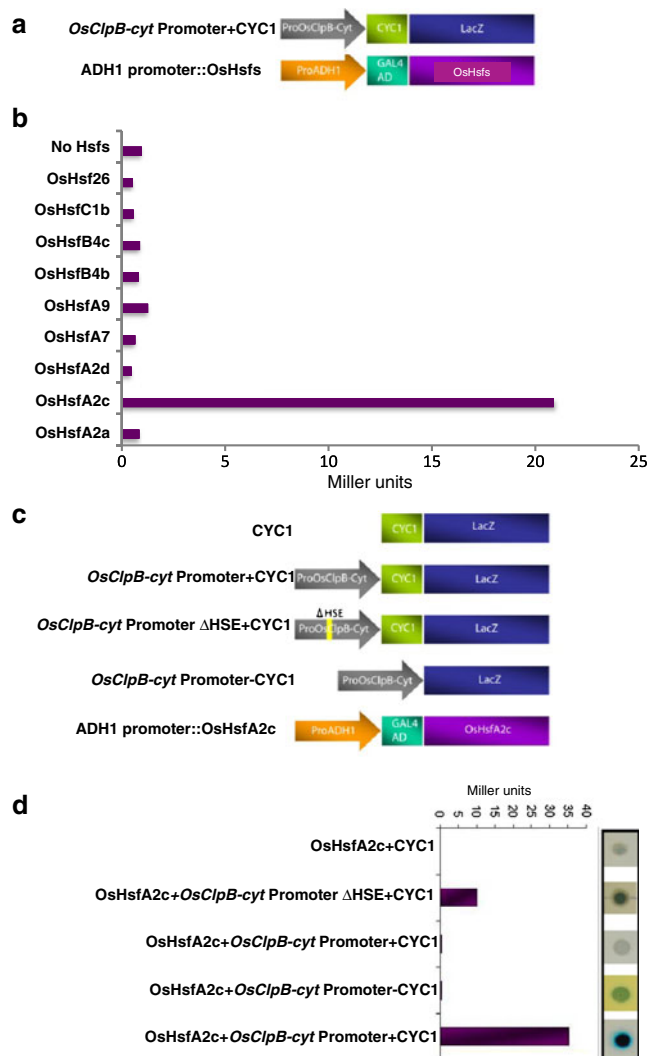 a
OsClpB-cyt Promoter+CYC1
ProOsClpB-Cyt
CYC1
LacZ
ADH1 promoter::OsHsfs
ProADH1
GAL4
AD
OsHsfs
b
No Hsfs
OsHsf26
OsHsfC1b
OsHsfB4c
OsHsfB4b
OsHsfA9
OsHsfA7
OsHsfA2d
OsHsfA2c
OsHsfA2a
0 5 10 15 20 25
Miller units
c
CYC1
CYC1
LacZ
OsClpB-cyt Promoter+CYC1
ProOsClpB-Cyt
CYC1
LacZ
Δ HSE
OsClpB-cyt Promoter ΔHSE+CYC1
ProOsClpB-Cyt
CYC1
LacZ
OsClpB-cyt Promoter-CYC1
ProOsClpB-Cyt
LacZ
ADH1 promoter::OsHsfA2c
ProADH1
GAL4
AD
OsHsfA2c
d
Miller units
0 5 10 15 20 25 30 35 40
OsHsfA2c+CYC1
OsHsfA2c+OsClpB-cyt Promoter ΔHSE+CYC1
OsHsfA2c+OsClpB-cyt Promoter+CYC1
OsHsfA2c+OsClpB-cyt Promoter-CYC1
OsHsfA2c+OsClpB-cyt Promoter+CYC1